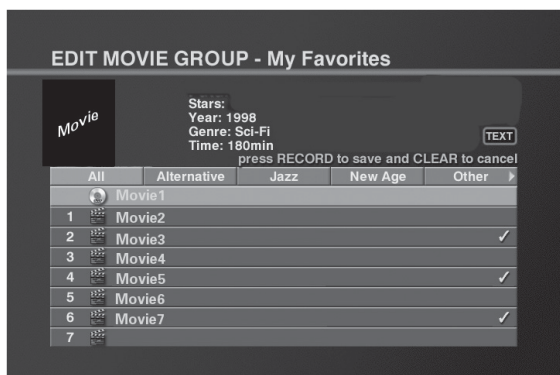 EDIT MOVIE GROUP - My Favorites
Movie
Stars:
Year: 1998
Genre: Sci-Fi
TEXT
Time: 180min
press RECORD to save and CLEAR to cancel
All Alternative Jazz New Age Other
Movie1
1 Movie2
2 Movie3 ✓
3 Movie4
4 Movie5 ✓
5 Movie6
6 Movie7 ✓
7